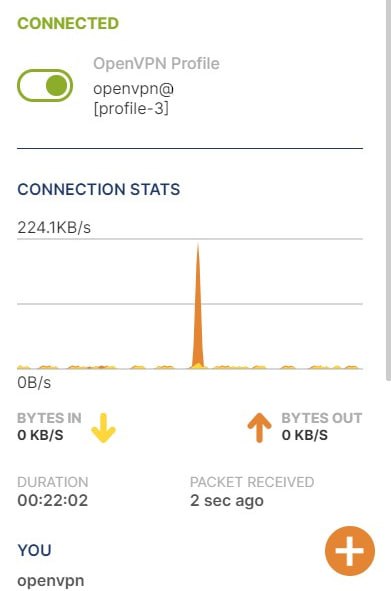 CONNECTED
OpenVPN Profile
openvpn@
[profile-3]
CONNECTION STATS
224.1KB/s
0B/s
BYTES IN
0 KB/S
BYTES OUT
0 KB/S
DURATION
00:22:02
PACKET RECEIVED
2 sec ago
YOU
openvpn